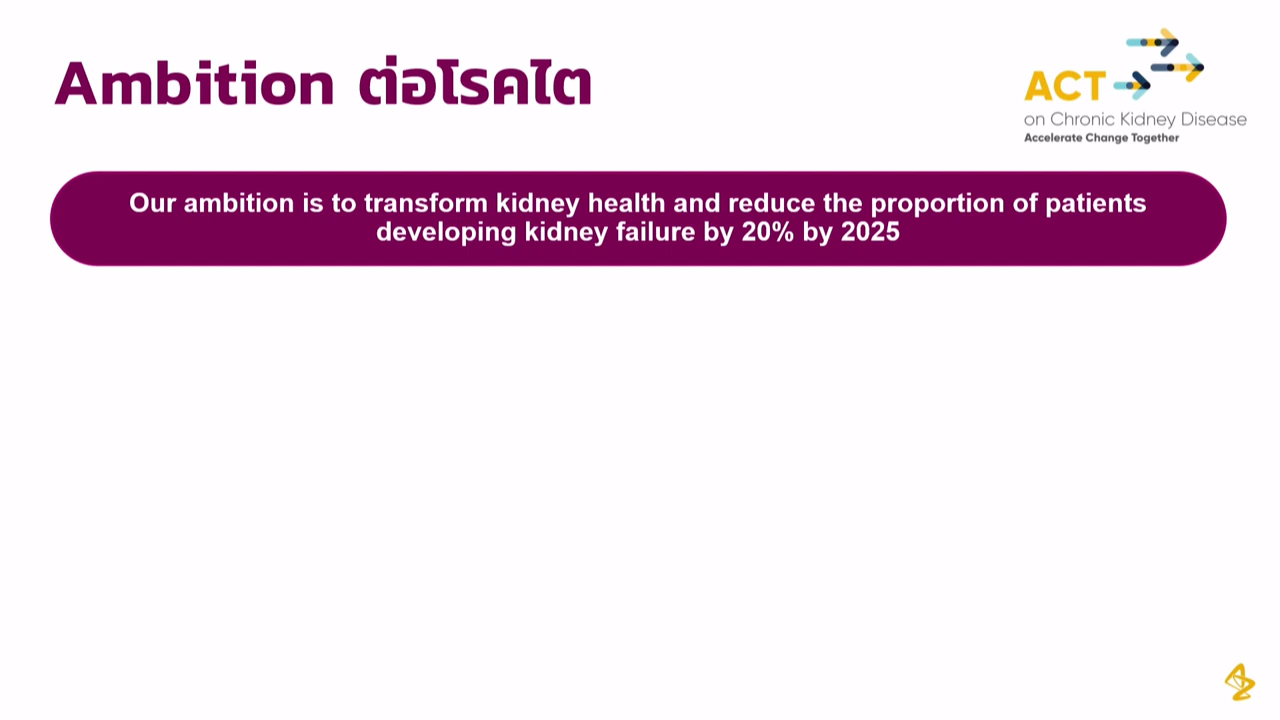 Ambition ต่อโรคไต
ACT
on Chronic Kidney Disease
Accelerate Change Together
Our ambition is to transform kidney health and reduce the proportion of patients
developing kidney failure by 20% by 2025